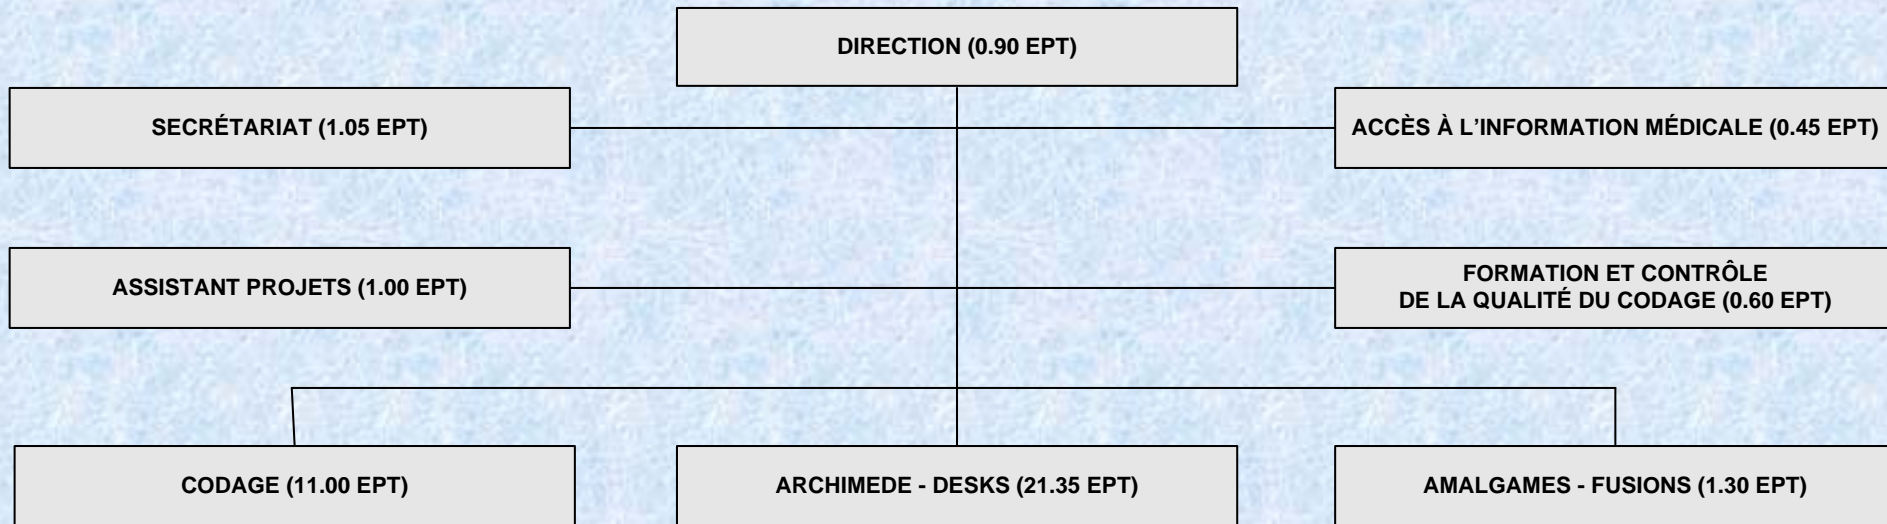 DIRECTION (0.90 EPT)
SECRÉTARIAT (1.05 EPT)
ACCÈS À L’INFORMATION MÉDICALE (0.45 EPT)
ASSISTANT PROJETS (1.00 EPT)
FORMATION ET CONTRÔLE
DE LA QUALITÉ DU CODAGE (0.60 EPT)
CODAGE (11.00 EPT)
ARCHIMEDE - DESKS (21.35 EPT)
AMALGAMES - FUSIONS (1.30 EPT)